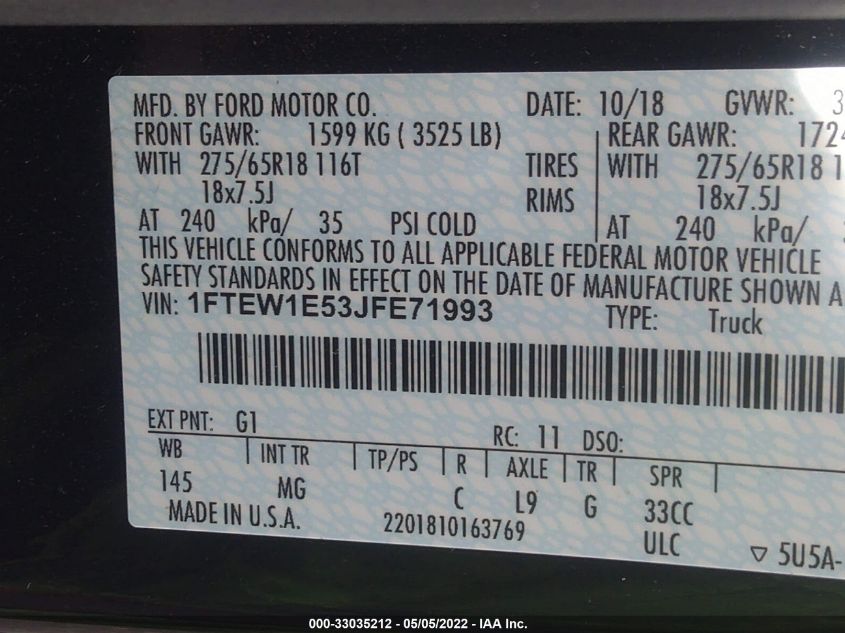 MFD. BY FORD MOTOR CO. DATE: 10/18 GVWR: 3
FRONT GAWR: 1599 KG ( 3525 LB) REAR GAWR: 1724
WITH 275/65R18 116T TIRES WITH 275/65R18 1
18x7.5J RIMS 18x7.5J
AT 240 kPa/ 35 PSI COLD AT 240 kPa/
THIS VEHICLE CONFORMS TO ALL APPLICABLE FEDERAL MOTOR VEHICLE
SAFETY STANDARDS IN EFFECT ON THE DATE OF MANUFACTURE SHOWN A
VIN: 1FTEW1E53JFE71993 TYPE: Truck
EXT PNT: G1 RC: 11 DSO:
WB INT TR TP/PS R AXLE TR SPR
145 MG C L9 G 33CC
MADE IN U.S.A. 2201810163769 ULC 5U5A-
000-33035212 - 05/05/2022 - IAA Inc.